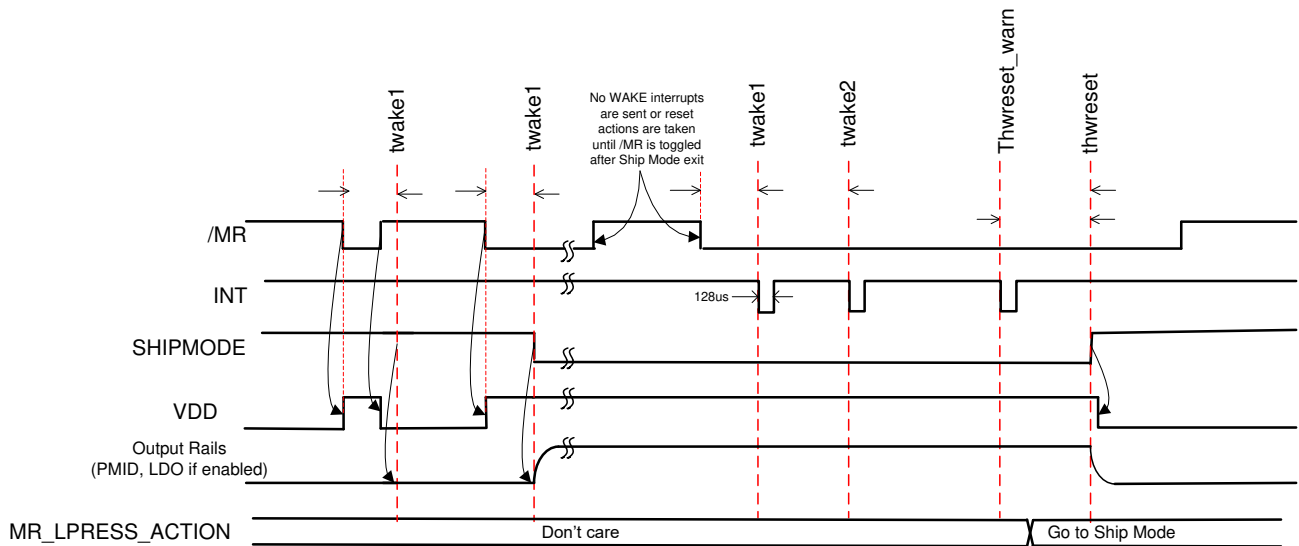 twake1
twake1
No WAKE interrupts
are sent or reset
actions are taken
until /MR is toggled
after Ship Mode exit
twake1
twake2
Thwreset_warn
thwreset
/MR
INT
128us
SHIPMODE
VDD
Output Rails
(PMID, LDO if enabled)
MR_LPRESS_ACTION
Don't care
Go to Ship Mode